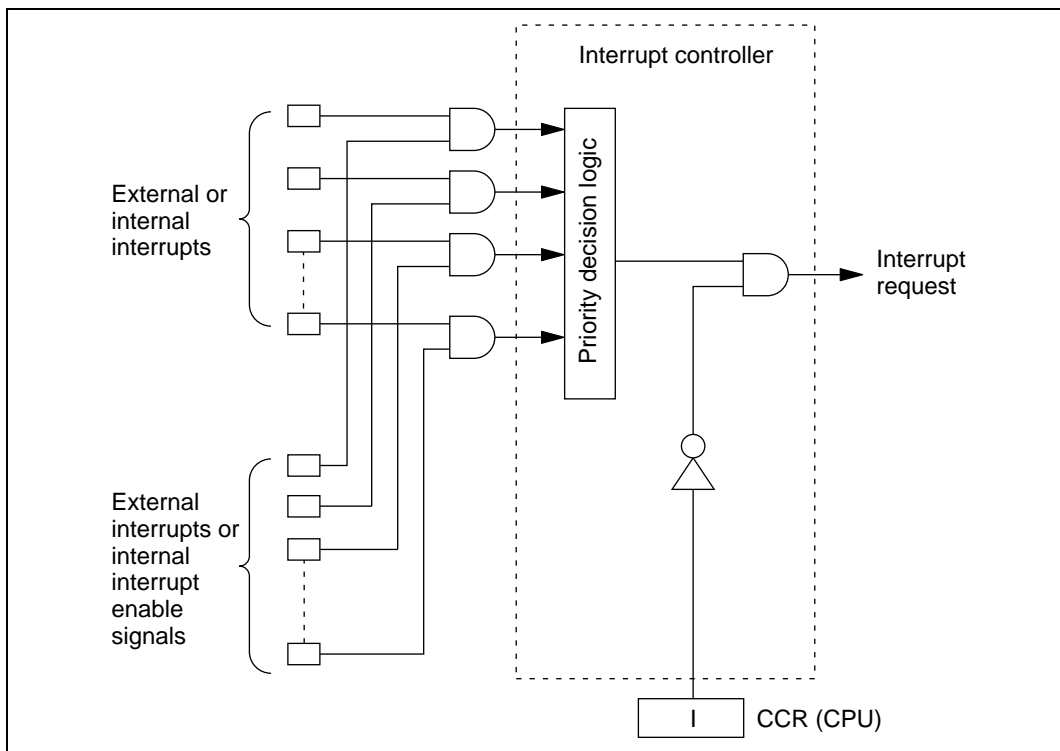 Interrupt controller
External or
internal
interrupts
Priority decision logic
Interrupt
request
External
interrupts or
internal
interrupt
enable
signals
I
CCR (CPU)